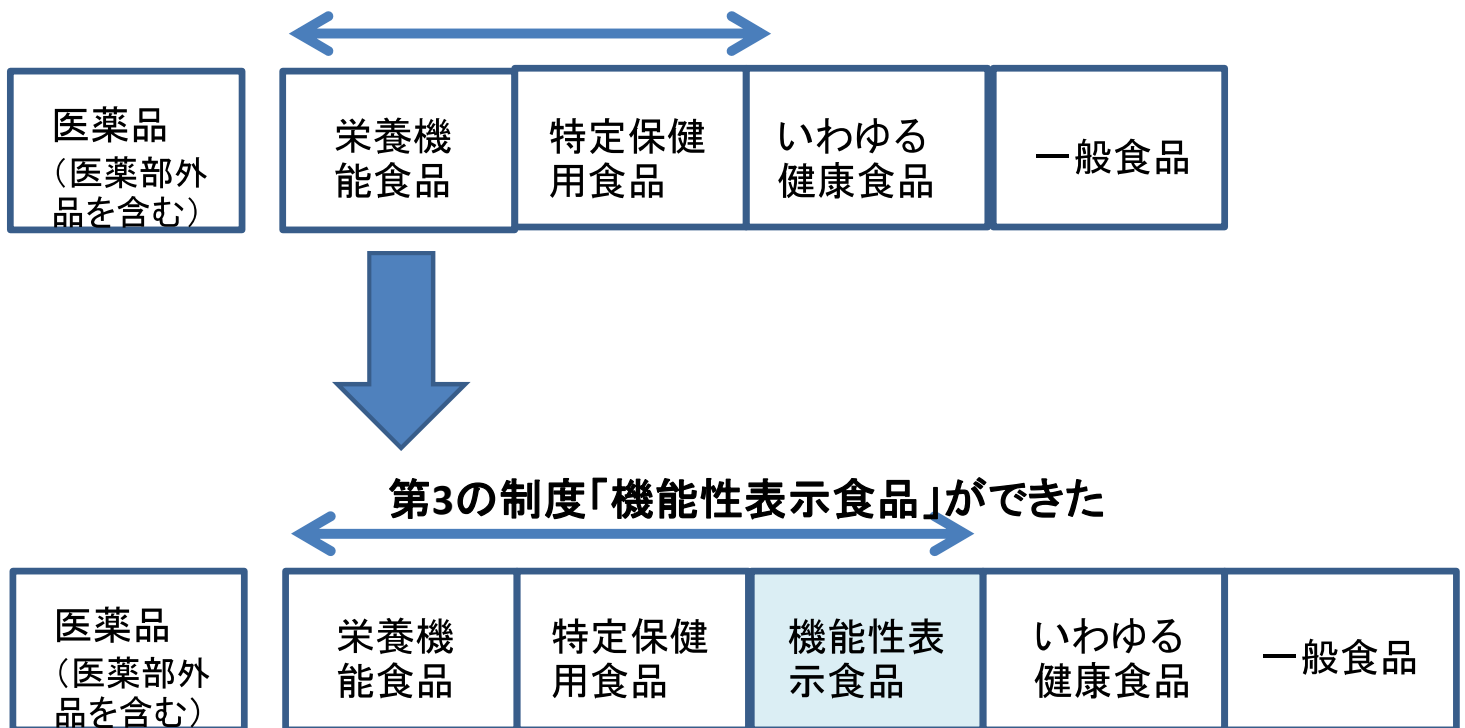 医薬品
（医薬部外
品を含む）
栄養機
能食品
特定保健
用食品
いわゆる
健康食品
一般食品
第3の制度｢機能性表示食品｣ができた
医薬品
（医薬部外
品を含む）
栄養機
能食品
特定保健
用食品
機能性表
示食品
いわゆる
健康食品
一般食品